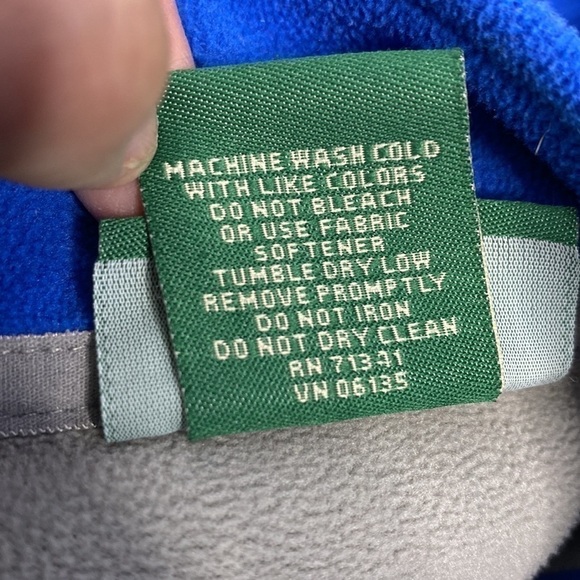 MACHINE WASH COLD
WITH LIKE COLORS
DO NOT BLEACH
OR USE FABRIC
SOFTENER
TUMBLE DRY LOW
REMOVE PROMPTLY
DO NOT IRON
DO NOT DRY CLEAN
RN 71341
VN 06135